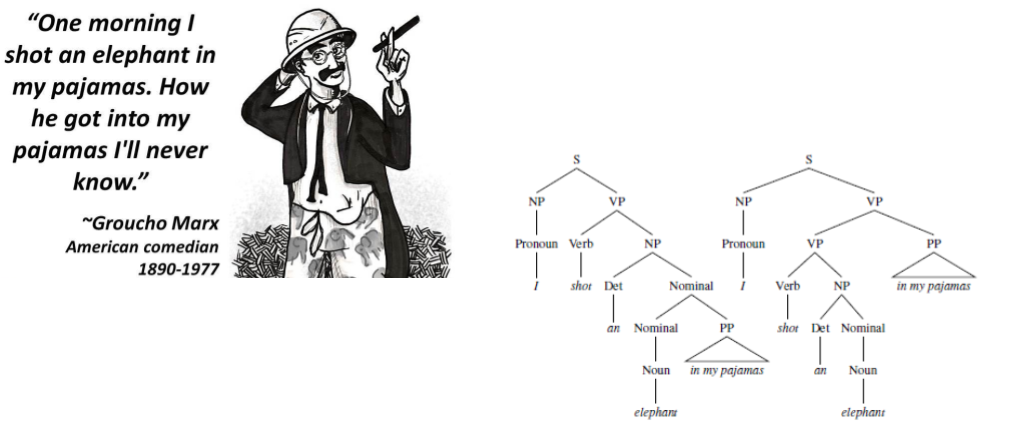 “One morning I
shot an elephant in
my pajamas. How
he got into my
pajamas I'll never
know.”
~Groucho Marx
American comedian
1890-1977
S
NP VP
Pronoun Verb NP
I shot Det Nominal
an Nominal PP
Noun in my pajamas
elephant
S
NP VP
Pronoun VP PP
I Verb NP in my pajamas
shot Det Nominal
an Noun
elephant